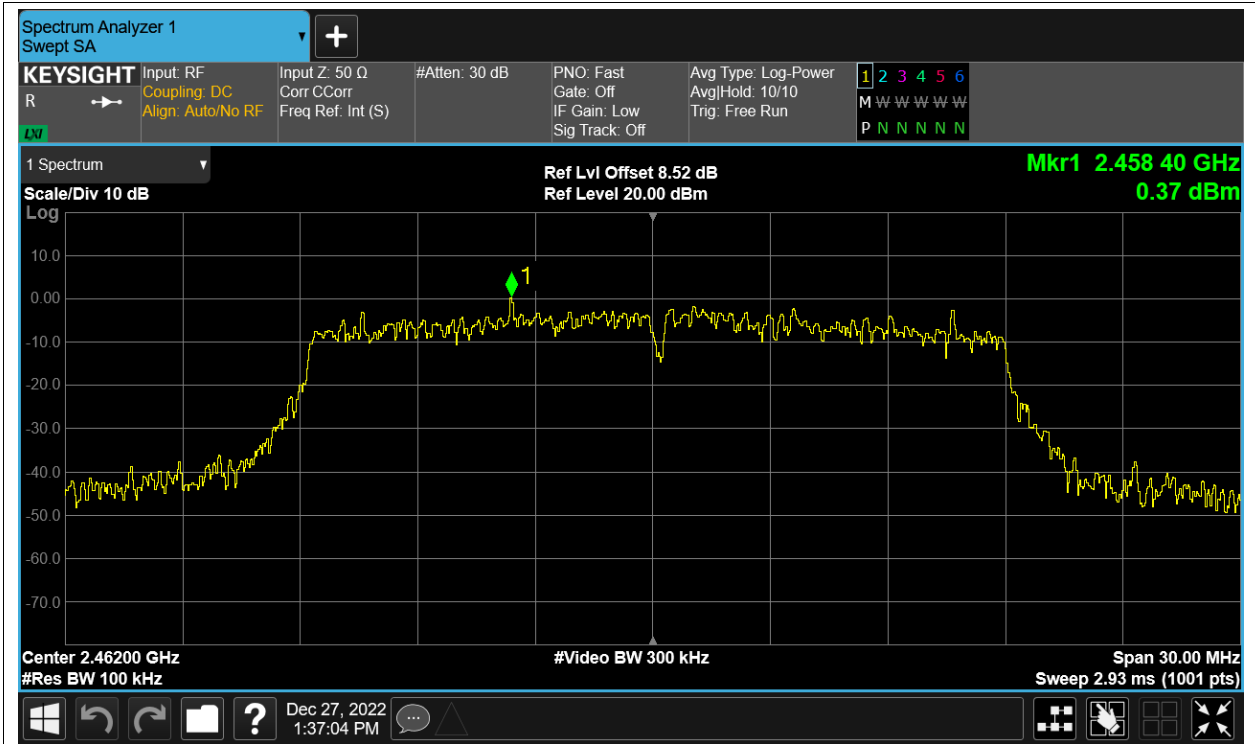 Spectrum Analyzer 1
Swept SA
KEYSIGHT
R
LXI
Input: RF
Coupling: DC
Align: Auto/No RF
Input Z: 50 Ω
Corr CCorr
Freq Ref: Int (S)
#Atten: 30 dB
PNO: Fast
Gate: Off
IF Gain: Low
Sig Track: Off
Avg Type: Log-Power
Avg|Hold: 10/10
Trig: Free Run
1 2 3 4 5 6
M W W W W W
P N N N N N
1 Spectrum
Scale/Div 10 dB
Log
Ref Lvl Offset 8.52 dB
Ref Level 20.00 dBm
Mkr1 2.458 40 GHz
0.37 dBm
1
10.0
0.00
-10.0
-20.0
-30.0
-40.0
-50.0
-60.0
-70.0
Center 2.46200 GHz
#Res BW 100 kHz
#Video BW 300 kHz
Span 30.00 MHz
Sweep 2.93 ms (1001 pts)
?
Dec 27, 2022
1:37:04 PM